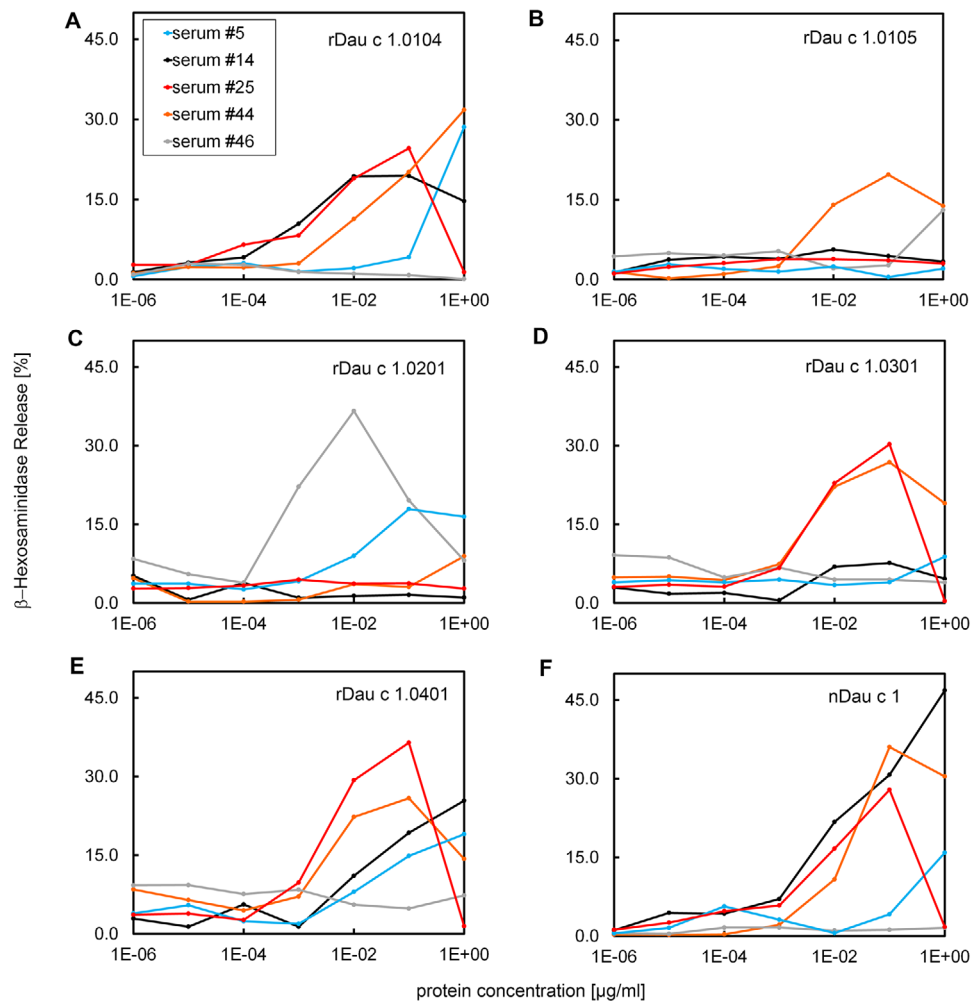 A
45.0
30.0
15.0
0.0
1E-06
1E-04
1E-02
1E+00
rDau c 1.0104
serum #5
serum #14
serum #25
serum #44
serum #46
B
45.0
30.0
15.0
0.0
1E-06
1E-04
1E-02
1E+00
rDau c 1.0105
C
45.0
30.0
15.0
0.0
1E-06
1E-04
1E-02
1E+00
rDau c 1.0201
D
45.0
30.0
15.0
0.0
1E-06
1E-04
1E-02
1E+00
rDau c 1.0301
E
45.0
30.0
15.0
0.0
1E-06
1E-04
1E-02
1E+00
rDau c 1.0401
F
45.0
30.0
15.0
0.0
1E-06
1E-04
1E-02
1E+00
nDau c 1
β–Hexosaminidase Release [%]
protein concentration [µg/ml]